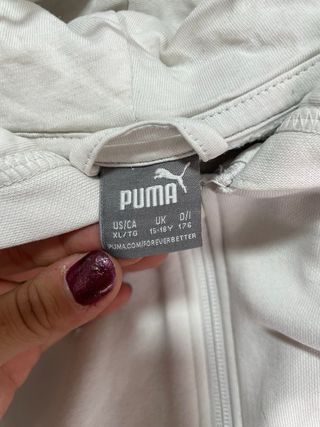 PUMA
US/CA UK D/I
XL/TG 15-16Y 176
PUMA.COM/FOREVERBETTER